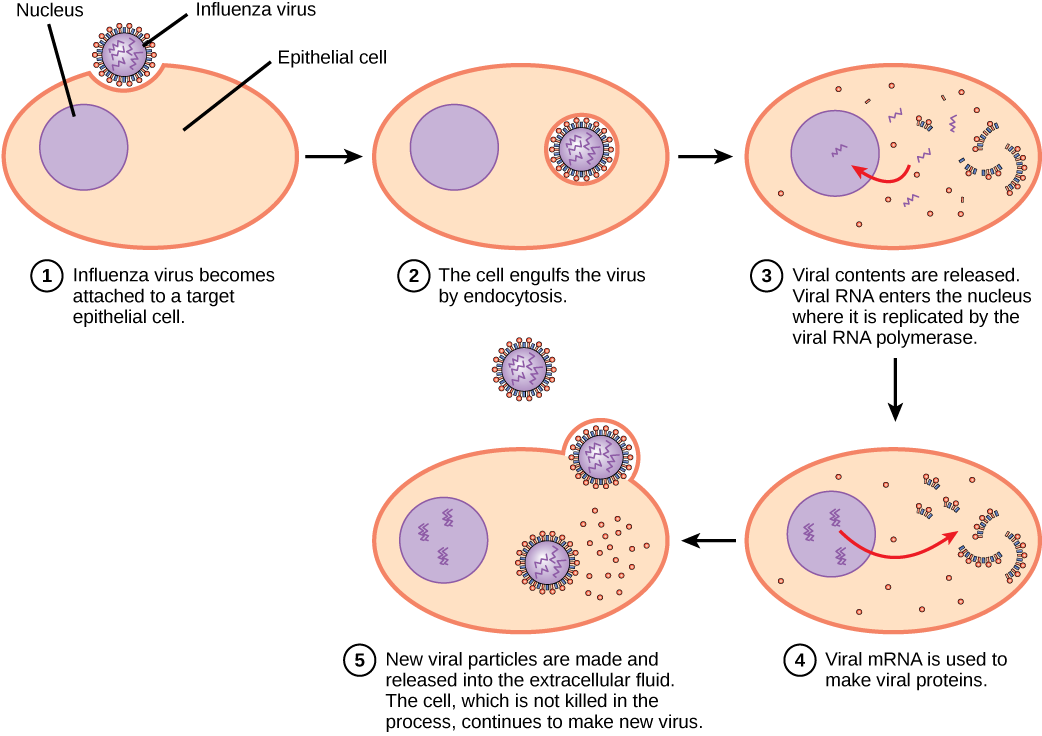 Nucleus
Influenza virus
Epithelial cell
1 Influenza virus becomes
attached to a target
epithelial cell.
2 The cell engulfs the virus
by endocytosis.
3 Viral contents are released.
Viral RNA enters the nucleus
where it is replicated by the
viral RNA polymerase.
4 Viral mRNA is used to
make viral proteins.
5 New viral particles are made and
released into the extracellular fluid.
The cell, which is not killed in the
process, continues to make new virus.